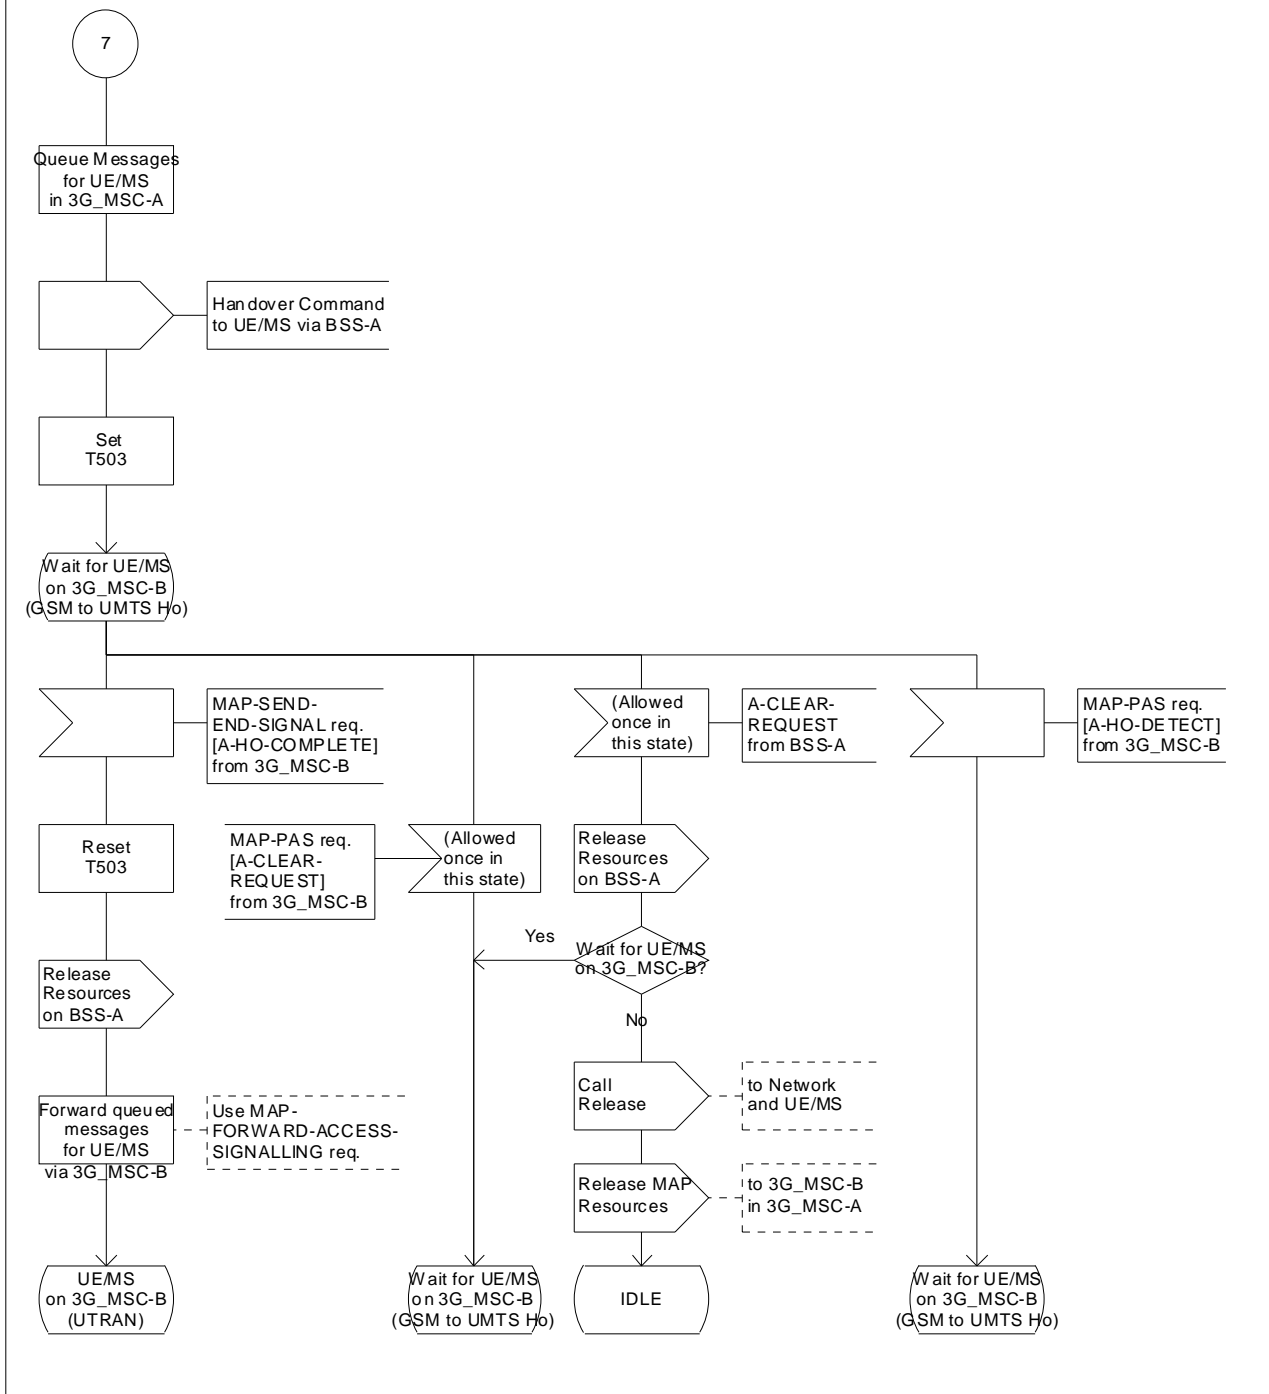 7
Queue Messages
for UE/MS
in 3G_MSC-A
Handover Command
to UE/MS via BSS-A
Set
T503
Wait for UE/MS
on 3G_MSC-B
(GSM to UMTS Ho)
MAP-SEND-
END-SIGNAL req.
[A-HO-COMPLETE]
from 3G_MSC-B
(Allowed
once in
this state)
A-CLEAR-
REQUEST
from BSS-A
MAP-PAS req.
[A-HO-DETECT]
from 3G_MSC-B
Reset
T503
MAP-PAS req.
[A-CLEAR-
REQUEST]
from 3G_MSC-B
(Allowed
once in
this state)
Release
Resources
on BSS-A
Yes
Wait for UE/MS
on 3G_MSC-B?
No
Release
Resources
on BSS-A
Call
Release
to Network
and UE/MS
Forward queued
messages
for UE/MS
via 3G_MSC-B
Use MAP-
FORWARD-ACCESS-
SIGNALLING req.
Release MAP
Resources
to 3G_MSC-B
in 3G_MSC-A
UE/MS
on 3G_MSC-B
(UTRAN)
Wait for UE/MS
on 3G_MSC-B
(GSM to UMTS Ho)
IDLE
Wait for UE/MS
on 3G_MSC-B
(GSM to UMTS Ho)